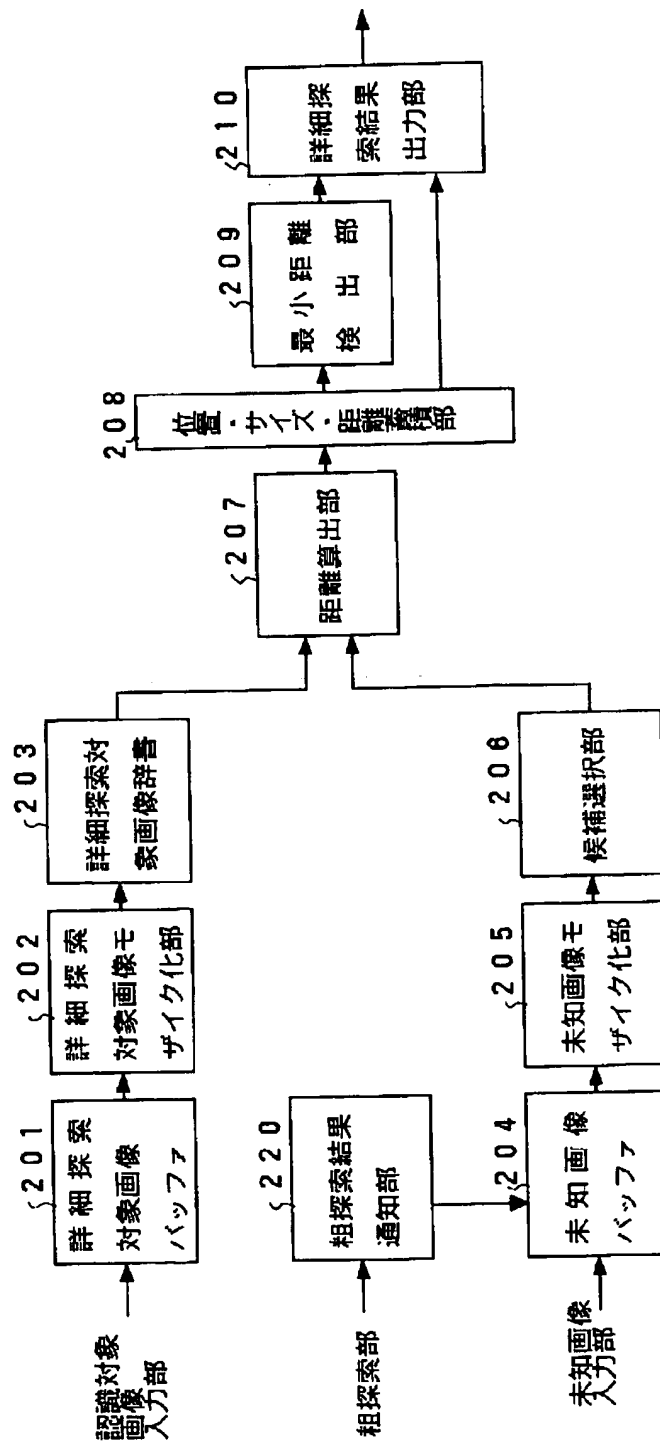 認識対象
画像
入力部
201
詳細探索
対象画像
バッファ
202
詳細探索
対象画像モ
ザイク化部
203
詳細探索対
象画像辞書
粗探索部
220
粗探索結果
通知部
未知画像
入力部
204
未知画像
バッファ
205
未知画像モ
ザイク化部
206
候補選択部
207
距離算出部
208
位置・サイズ・距離蓄積部
209
最小距離
検出部
210
詳細探
索結果
出力部